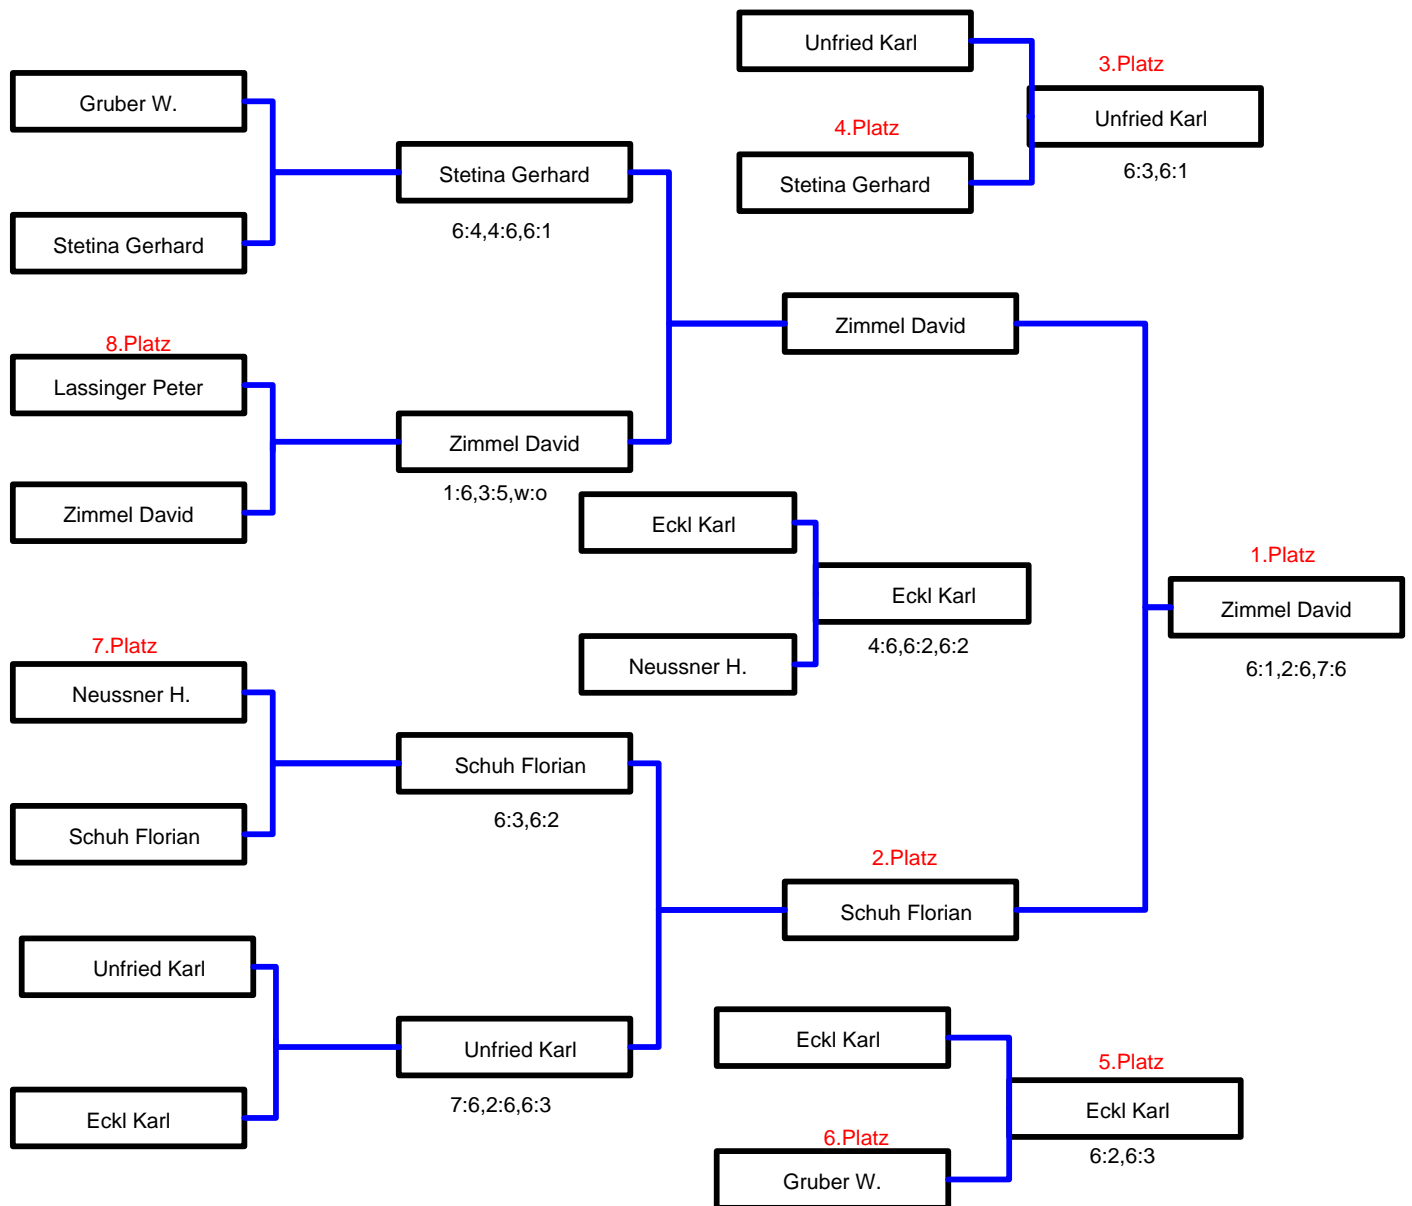 Unfried Karl
3.Platz
Gruber W.
Unfried Karl
4.Platz
Stetina Gerhard
6:3,6:1
Stetina Gerhard
6:4,4:6,6:1
Stetina Gerhard
Zimmel David
8.Platz
Lassinger Peter
Zimmel David
1:6,3:5,w:o
Zimmel David
Eckl Karl
1.Platz
Eckl Karl
Zimmel David
7.Platz
4:6,6:2,6:2
Neussner H.
6:1,2:6,7:6
Neussner H.
Schuh Florian
6:3,6:2
Schuh Florian
2.Platz
Schuh Florian
Unfried Karl
Eckl Karl
Unfried Karl
5.Platz
7:6,2:6,6:3
Eckl Karl
Eckl Karl
6.Platz
6:2,6:3
Gruber W.